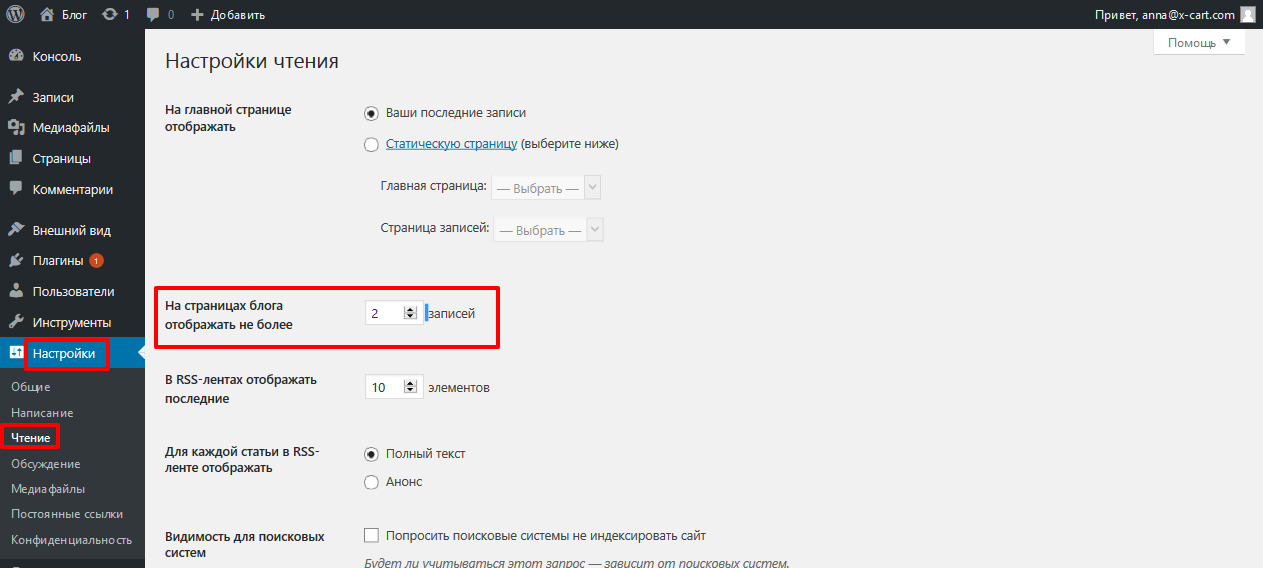 Блог 1 0 Добавить Привет, anna@x-cart.com
Помощь
Консоль
Записи
Медиафайлы
Страницы
Комментарии
Внешний вид
Плагины 1
Пользователи
Инструменты
Настройки
Общие
Написание
Чтение
Обсуждение
Медиафайлы
Постоянные ссылки
Конфиденциальность
Настройки чтения
На главной странице
отображать
Ваши последние записи
Статическую страницу (выберите ниже)
Главная страница: — Выбрать —
Страница записей: — Выбрать —
На страницах блога
отображать не более
2 записей
В RSS-лентах отображать
последние
10 элементов
Для каждой статьи в RSS-
ленте отображать
Полный текст
Анонс
Видимость для поисковых
систем
Попросить поисковые системы не индексировать сайт
Будет ли учитываться этот запрос — зависит от поисковых систем.